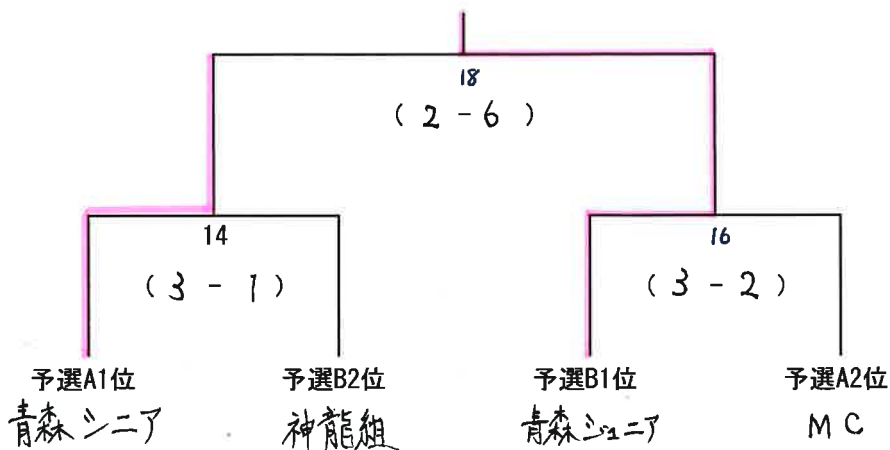 18
( 2 - 6 )
14
16
( 3 - 1 )
( 3 - 2 )
予選A1位
予選B2位
予選B1位
予選A2位
青森シニア
神龍組
青森ジュニア
MC